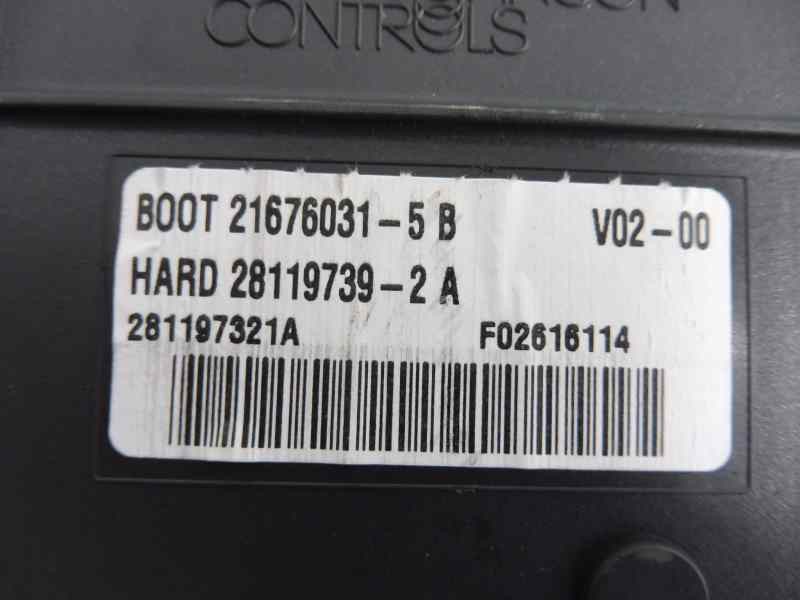 CONTROLS
BOOT 21676031-5 B V02-00
HARD 28119739-2 A
281197321A F02616114